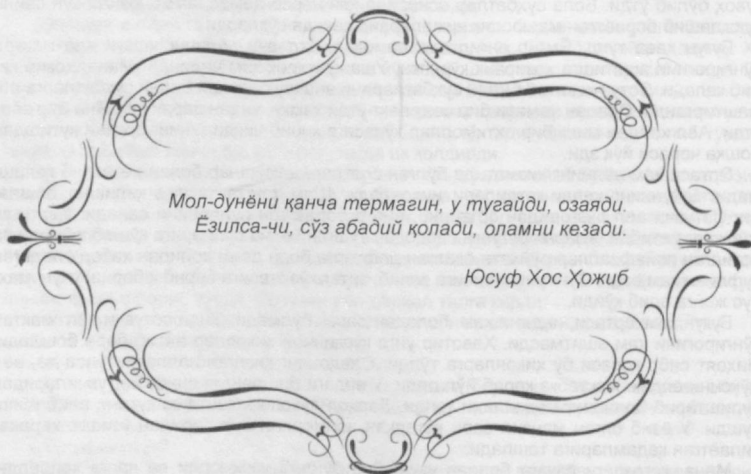 Мол-дунёни қанча термагин, у тугайди, озаяди.
Ёзилса-чи, сўз абадий қолади, оламни кезади.
Юсуф Хос Ҳожиб